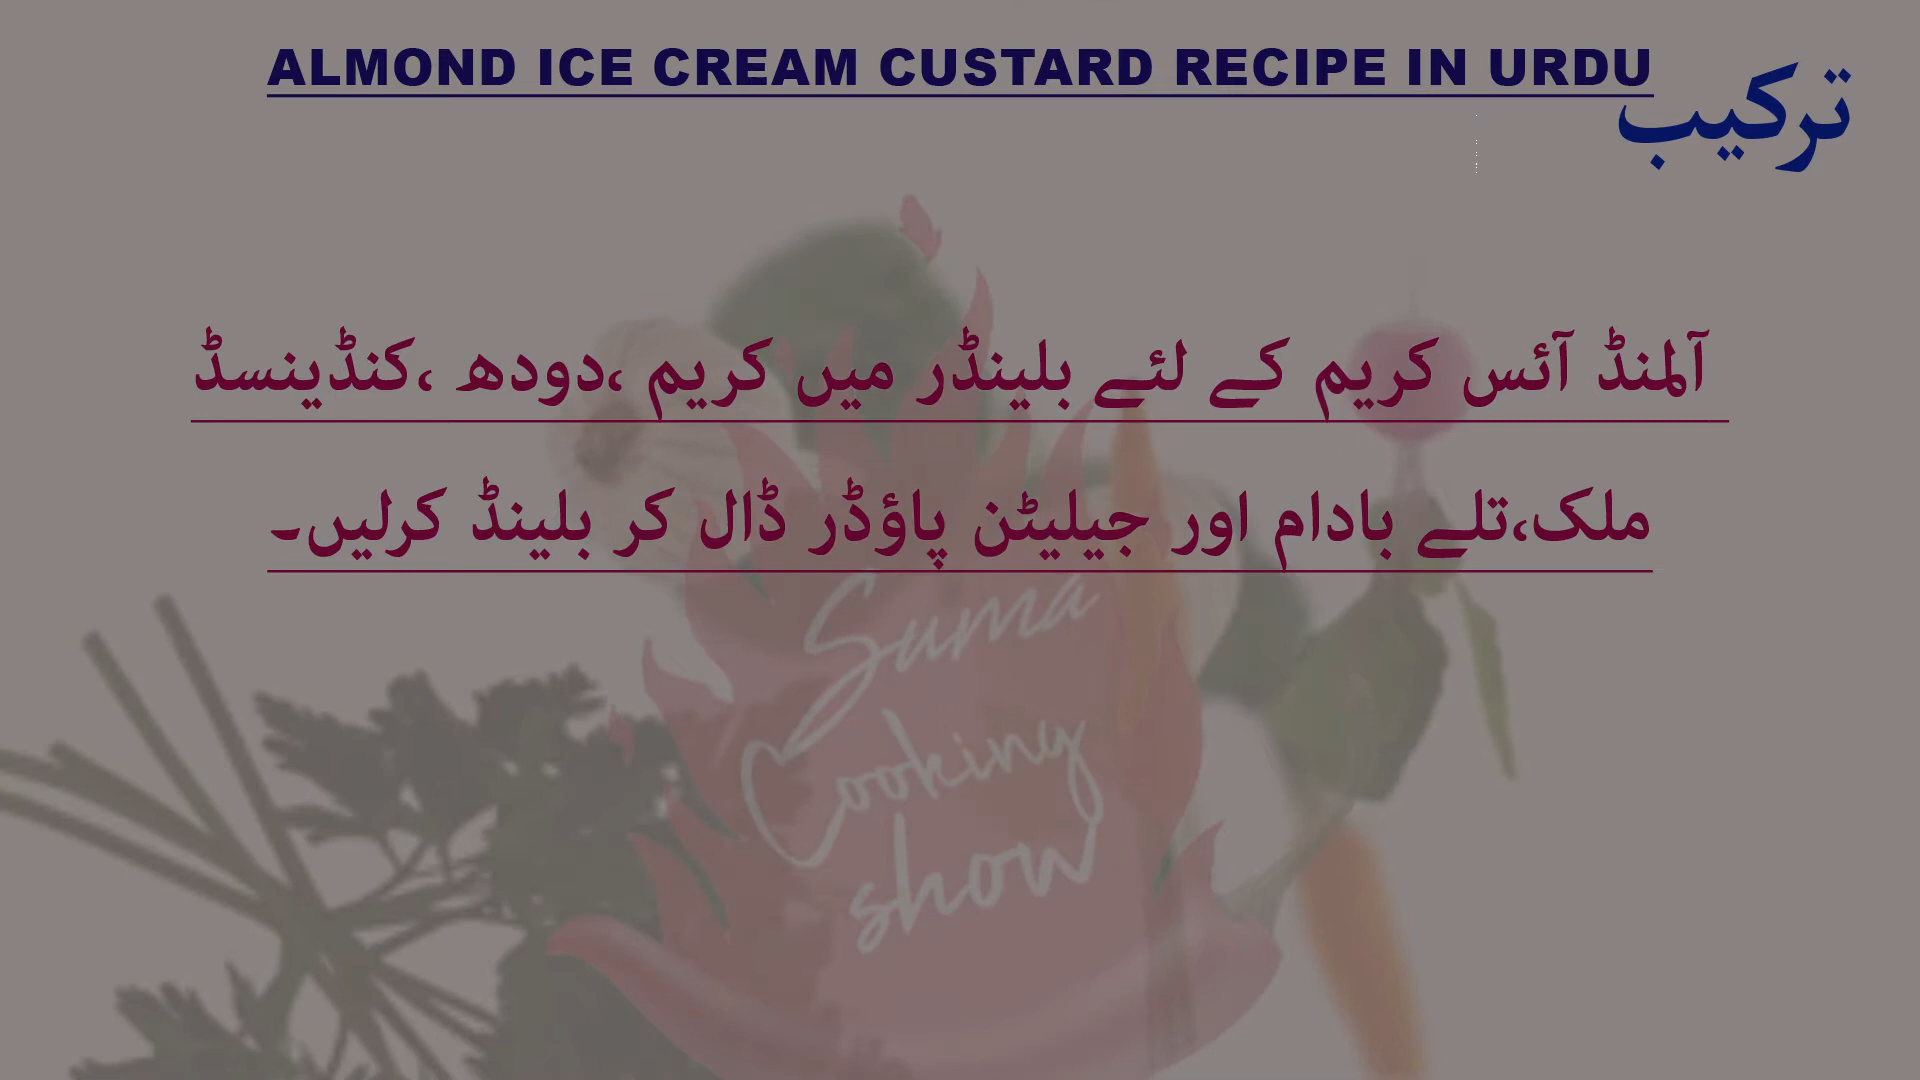 ALMOND ICE CREAM CUSTARD RECIPE IN URDU
ترکیب
آلمنڈ آئس کریم کے لئے بلینڈر میں کریم ،دودھ ،کنڈینسڈ
ملک،تلے بادام اور جیلیٹن پاؤڈر ڈال کر بلینڈ کرلیں۔
Suma
Cooking
show